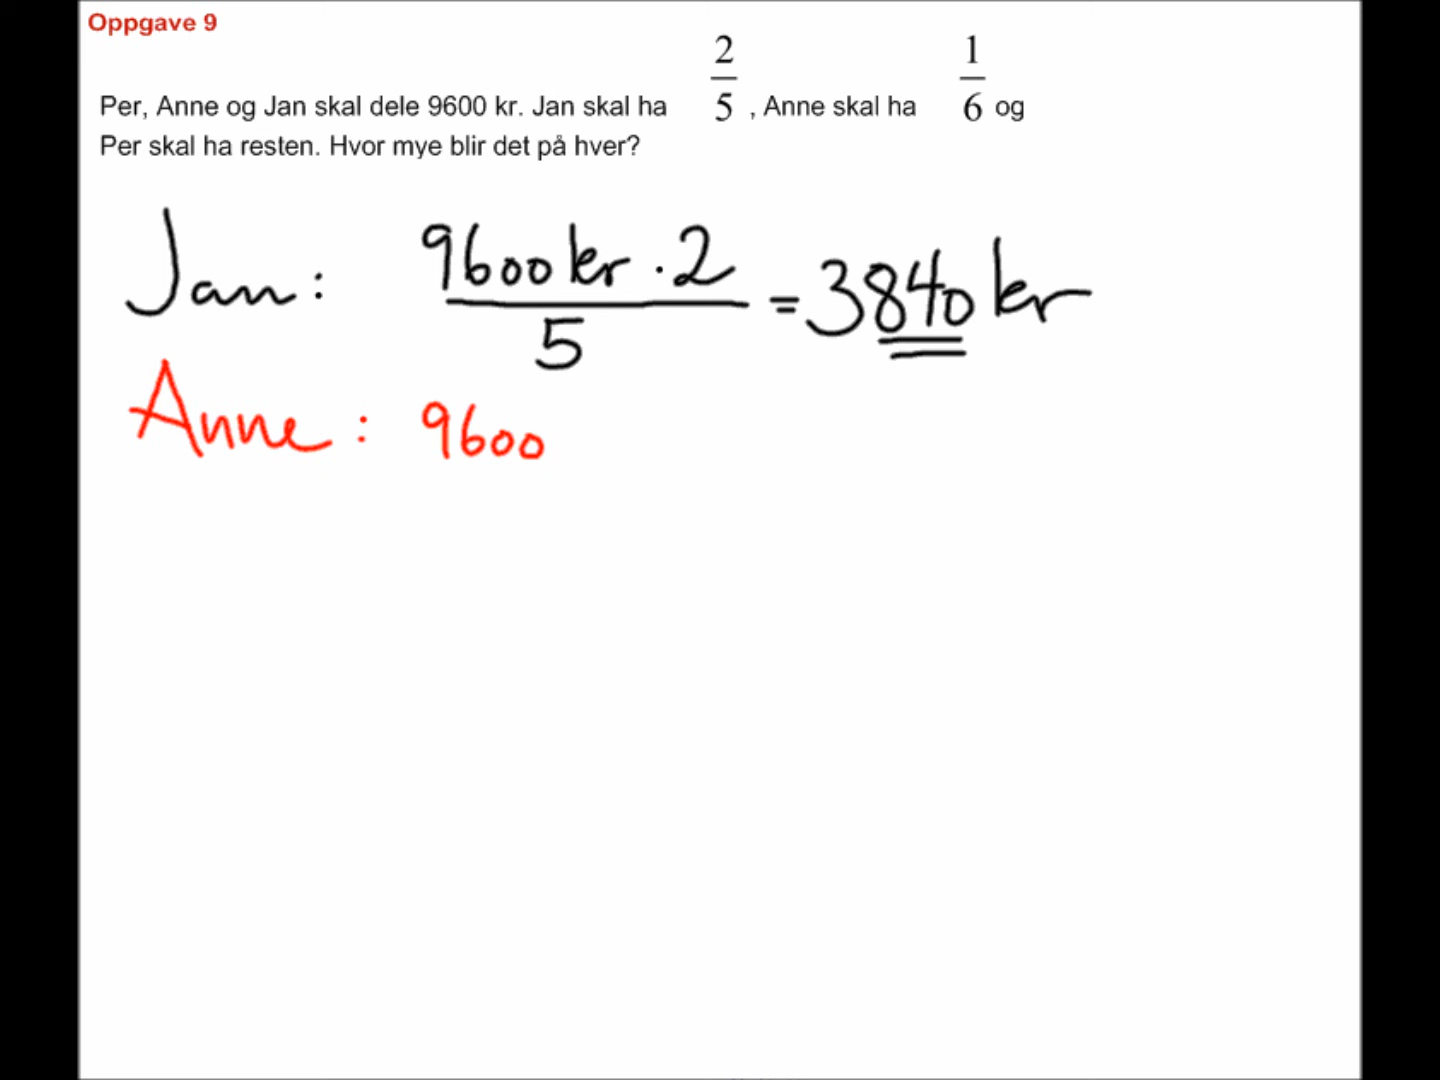 Oppgave 9
Per, Anne og Jan skal dele 9600 kr. Jan skal ha 2/5 , Anne skal ha 1/6 og
Per skal ha resten. Hvor mye blir det på hver?
Jan: 9600 kr · 2 / 5 = 3840 kr
Anne: 9600